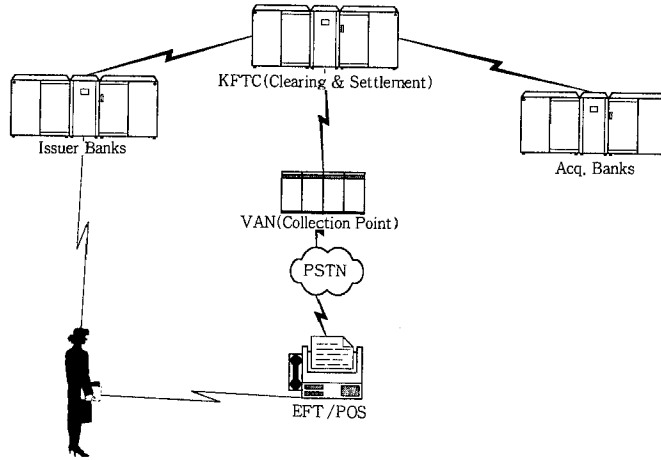 KFTC(Clearing & Settlement)
Issuer Banks
Acq. Banks
VAN(Collection Point)
PSTN
EFT/POS